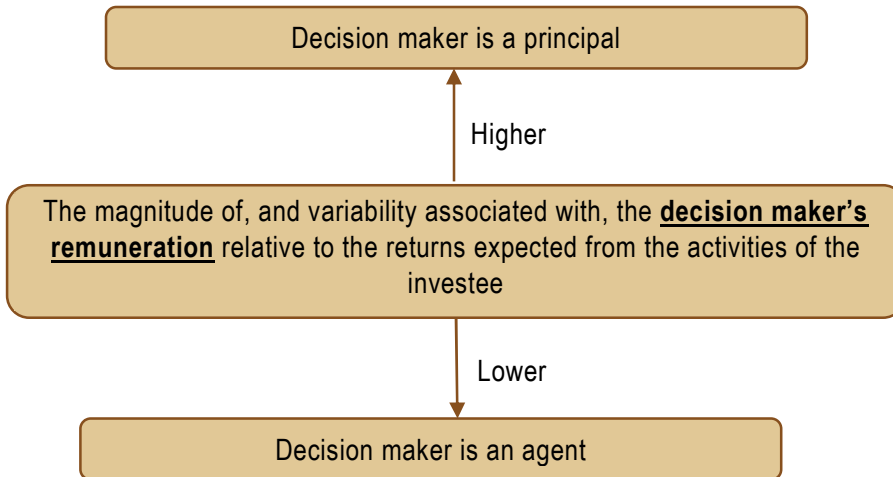 Decision maker is a principal
Higher
The magnitude of, and variability associated with, the decision maker’s
remuneration relative to the returns expected from the activities of the
investee
Lower
Decision maker is an agent